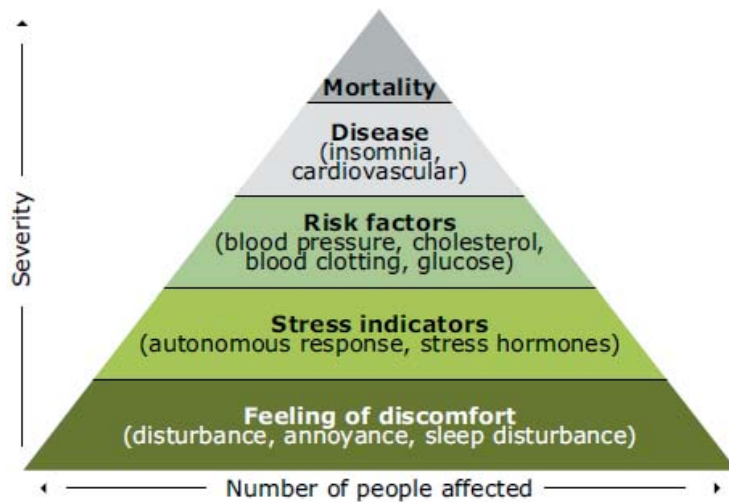 Mortality
Disease
(insomnia,
cardiovascular)
Risk factors
(blood pressure, cholesterol,
blood clotting, glucose)
Stress indicators
(autonomous response, stress hormones)
Feeling of discomfort
(disturbance, annoyance, sleep disturbance)
Severity
Number of people affected